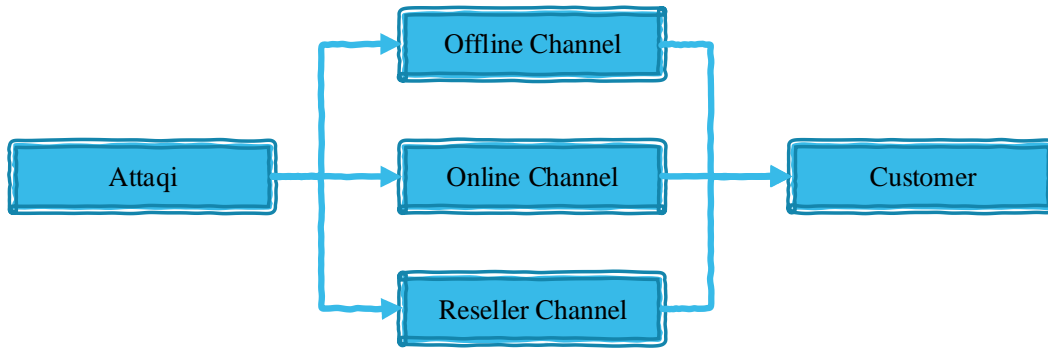 Offline Channel
Attaqi
Online Channel
Customer
Reseller Channel